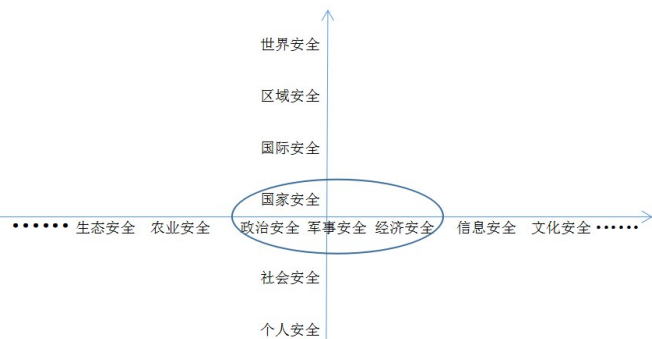 世界安全
区域安全
国际安全
国家安全
●●●●●● 生态安全 农业安全 政治安全 军事安全 经济安全 信息安全 文化安全 ●●●●●●
社会安全
个人安全